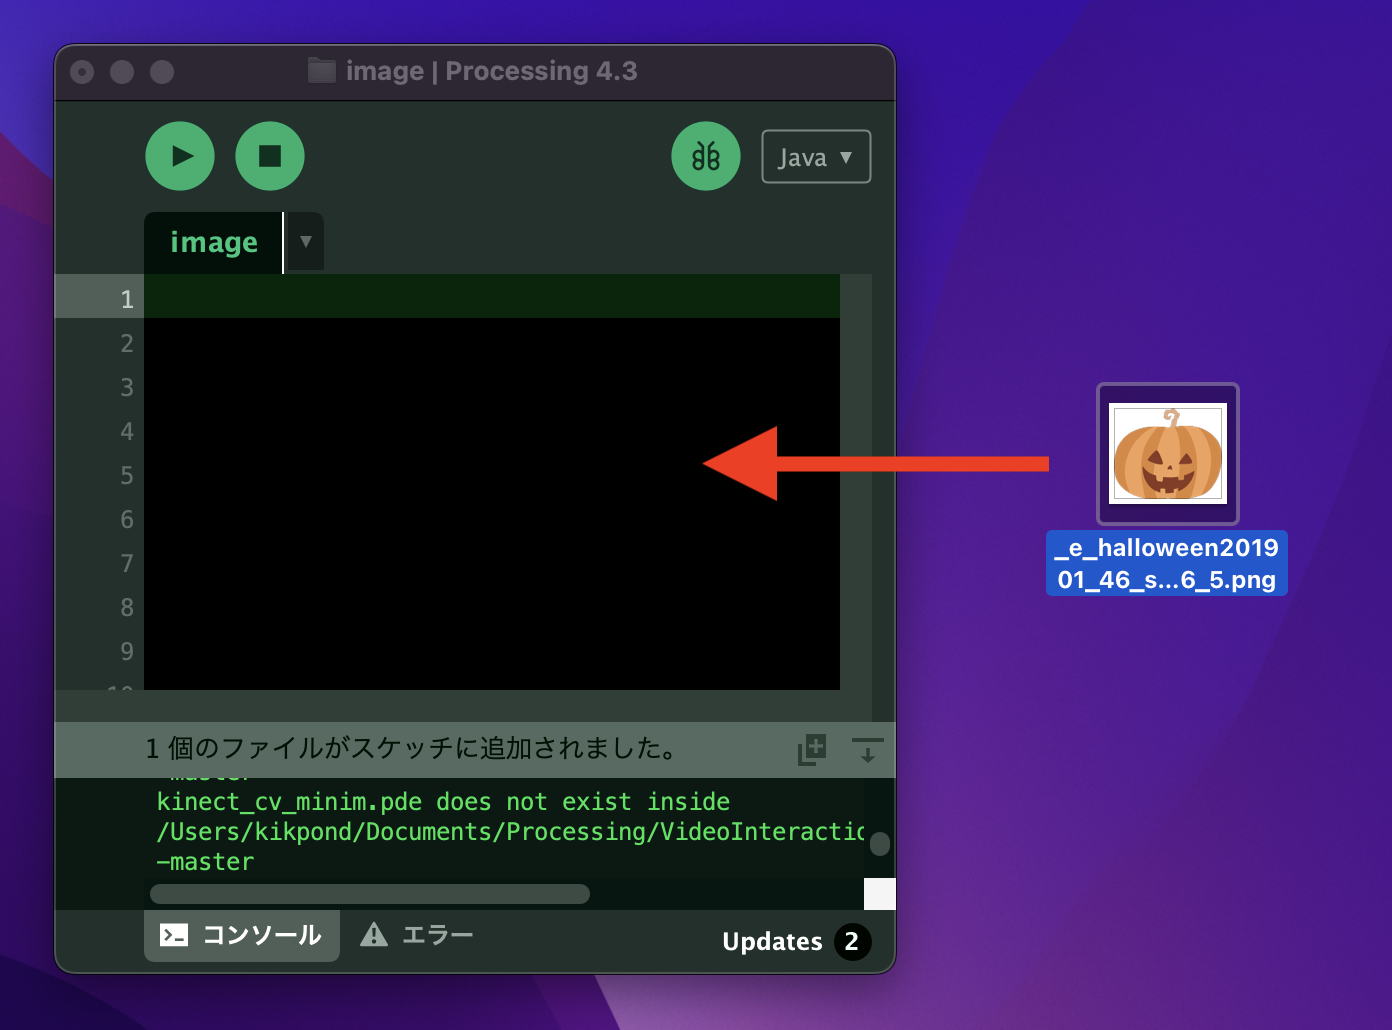 image | Processing 4.3
Java ▼
image
1
2
3
4
5
6
7
8
9
1 個のファイルがスケッチに追加されました。
kinect_cv_minim.pde does not exist inside
/Users/kikpond/Documents/Processing/VideoInteractio
-master
コンソール エラー
Updates 2
_e_halloween2019
01_46_s...6_5.png